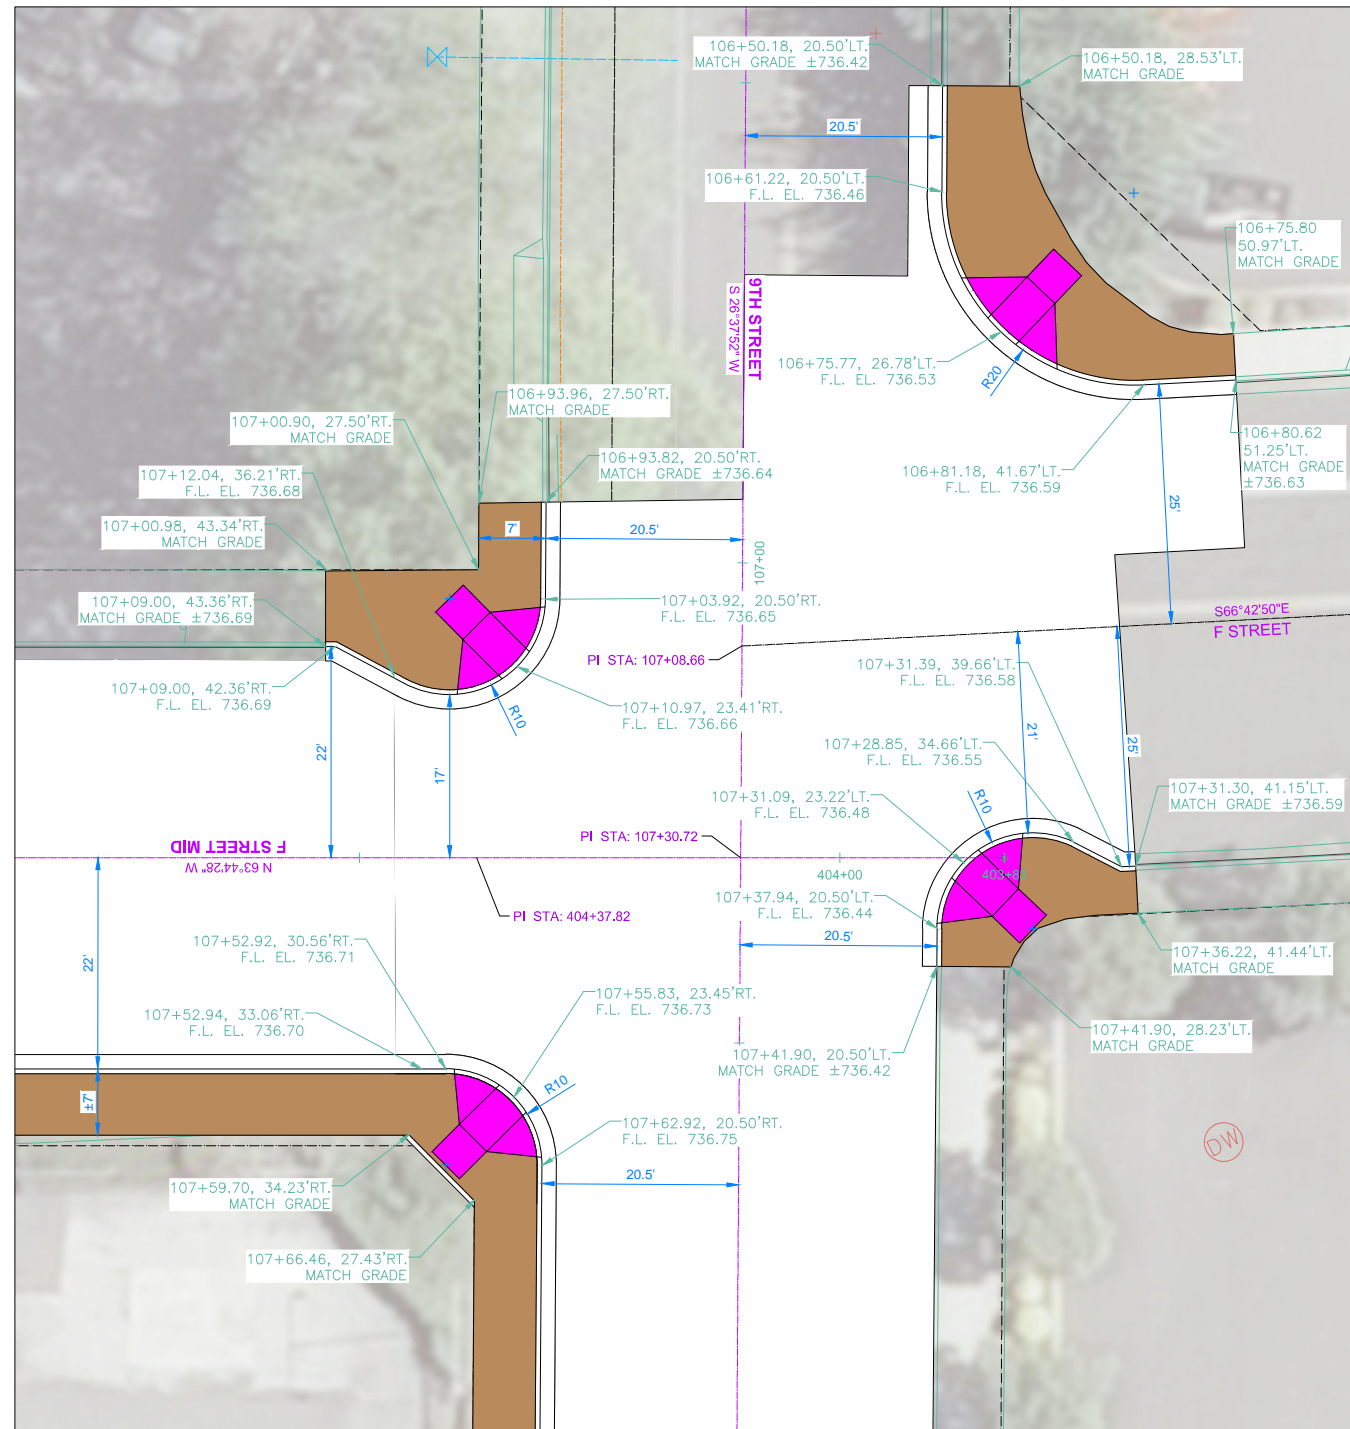 106+50.18, 20.50'LT.
MATCH GRADE ±736.42
106+50.18, 28.53'LT.
MATCH GRADE
20.5'
106+61.22, 20.50'LT.
F.L. EL. 736.46
106+75.80
50.97'LT.
MATCH GRADE
9TH STREET
S 26°37'52" W
106+75.77, 26.78'LT.
F.L. EL. 736.53
R20
106+93.96, 27.50'RT.
MATCH GRADE
107+00.90, 27.50'RT.
MATCH GRADE
106+93.82, 20.50'RT.
MATCH GRADE ±736.64
106+80.62
51.25'LT.
MATCH GRADE
±736.63
106+81.18, 41.67'LT.
F.L. EL. 736.59
107+12.04, 36.21'RT.
F.L. EL. 736.68
25'
107+00.98, 43.34'RT.
MATCH GRADE
7'
20.5'
107+00
107+09.00, 43.36'RT.
MATCH GRADE ±736.69
107+03.92, 20.50'RT.
F.L. EL. 736.65
S66°42'50"E
F STREET
PI STA: 107+08.66
107+31.39, 39.66'LT.
F.L. EL. 736.58
107+09.00, 42.36'RT.
F.L. EL. 736.69
107+10.97, 23.41'RT.
F.L. EL. 736.66
R10
22'
17'
21'
25'
107+28.85, 34.66'LT.
F.L. EL. 736.55
107+31.09, 23.22'LT.
F.L. EL. 736.48
R10
107+31.30, 41.15'LT.
MATCH GRADE ±736.59
PI STA: 107+30.72
F STREET MID
N 63°44'28" W
404+00
403+8
107+37.94, 20.50'LT.
F.L. EL. 736.44
PI STA: 404+37.82
20.5'
107+52.92, 30.56'RT.
F.L. EL. 736.71
22'
107+36.22, 41.44'LT.
MATCH GRADE
107+55.83, 23.45'RT.
F.L. EL. 736.73
107+52.94, 33.06'RT.
F.L. EL. 736.70
107+41.90, 28.23'LT.
MATCH GRADE
107+41.90, 20.50'LT.
MATCH GRADE ±736.42
R10
±7'
107+62.92, 20.50'RT.
F.L. EL. 736.75
DW
20.5'
107+59.70, 34.23'RT.
MATCH GRADE
107+66.46, 27.43'RT.
MATCH GRADE